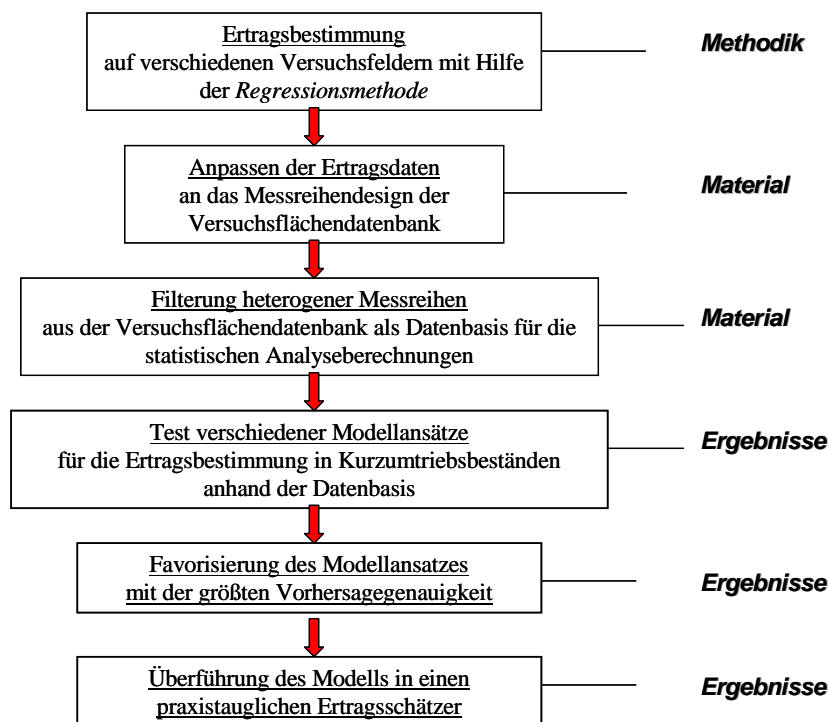 Ertragsbestimmung
auf verschiedenen Versuchsfeldern mit Hilfe
der Regressionsmethode
Methodik
Anpassen der Ertragsdaten
an das Messreihendesign der
Versuchsflächendatenbank
Material
Filterung heterogener Messreihen
aus der Versuchsflächendatenbank als Datenbasis für die
statistischen Analyseberechnungen
Material
Test verschiedener Modellansätze
für die Ertragsbestimmung in Kurzumtriebsbeständen
anhand der Datenbasis
Ergebnisse
Favorisierung des Modellansatzes
mit der größten Vorhersagegenauigkeit
Ergebnisse
Überführung des Modells in einen
praxistauglichen Ertragsschätzer
Ergebnisse